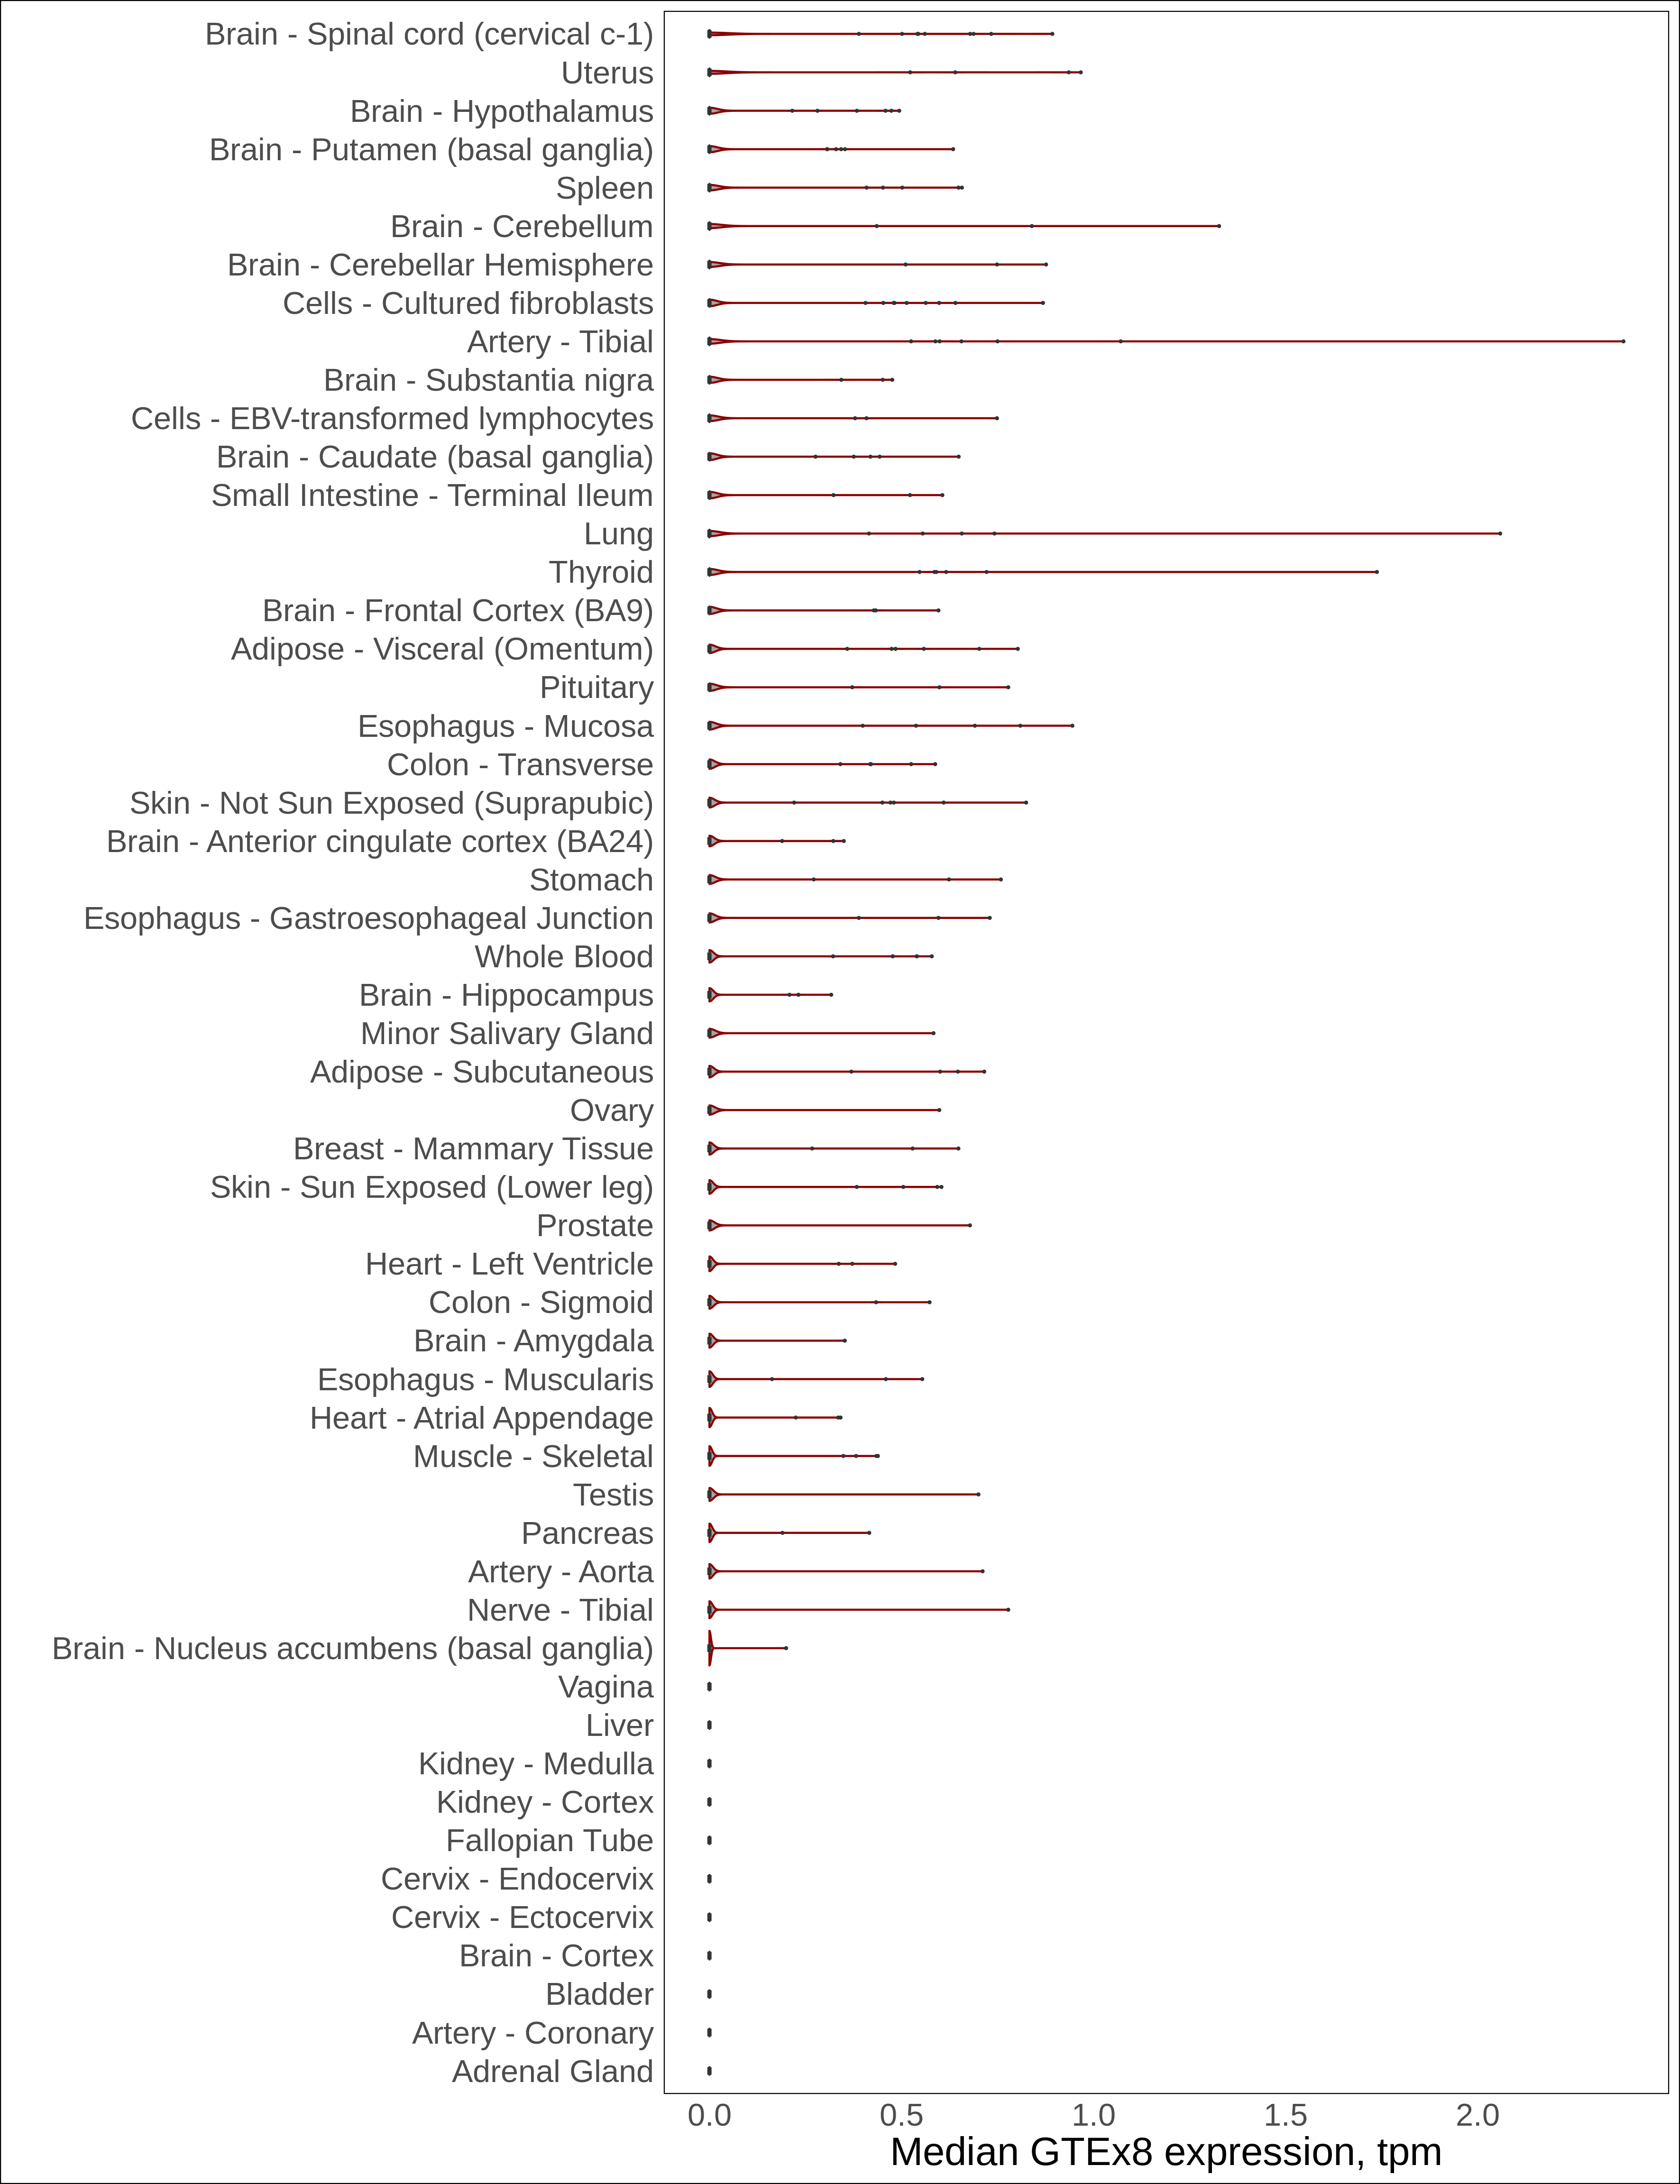 Brain - Spinal cord (cervical c-1)
Uterus
Brain - Hypothalamus
Brain - Putamen (basal ganglia)
Spleen
Brain - Cerebellum
Brain - Cerebellar Hemisphere
Cells - Cultured fibroblasts
Artery - Tibial
Brain - Substantia nigra
Cells - EBV-transformed lymphocytes
Brain - Caudate (basal ganglia)
Small Intestine - Terminal Ileum
Lung
Thyroid
Brain - Frontal Cortex (BA9)
Adipose - Visceral (Omentum)
Pituitary
Esophagus - Mucosa
Colon - Transverse
Skin - Not Sun Exposed (Suprapubic)
Brain - Anterior cingulate cortex (BA24)
Stomach
Esophagus - Gastroesophageal Junction
Whole Blood
Brain - Hippocampus
Minor Salivary Gland
Adipose - Subcutaneous
Ovary
Breast - Mammary Tissue
Skin - Sun Exposed (Lower leg)
Prostate
Heart - Left Ventricle
Colon - Sigmoid
Brain - Amygdala
Esophagus - Muscularis
Heart - Atrial Appendage
Muscle - Skeletal
Testis
Pancreas
Artery - Aorta
Nerve - Tibial
Brain - Nucleus accumbens (basal ganglia)
Vagina
Liver
Kidney - Medulla
Kidney - Cortex
Fallopian Tube
Cervix - Endocervix
Cervix - Ectocervix
Brain - Cortex
Bladder
Artery - Coronary
Adrenal Gland
0.0 0.5 1.0 1.5 2.0
Median GTEx8 expression, tpm